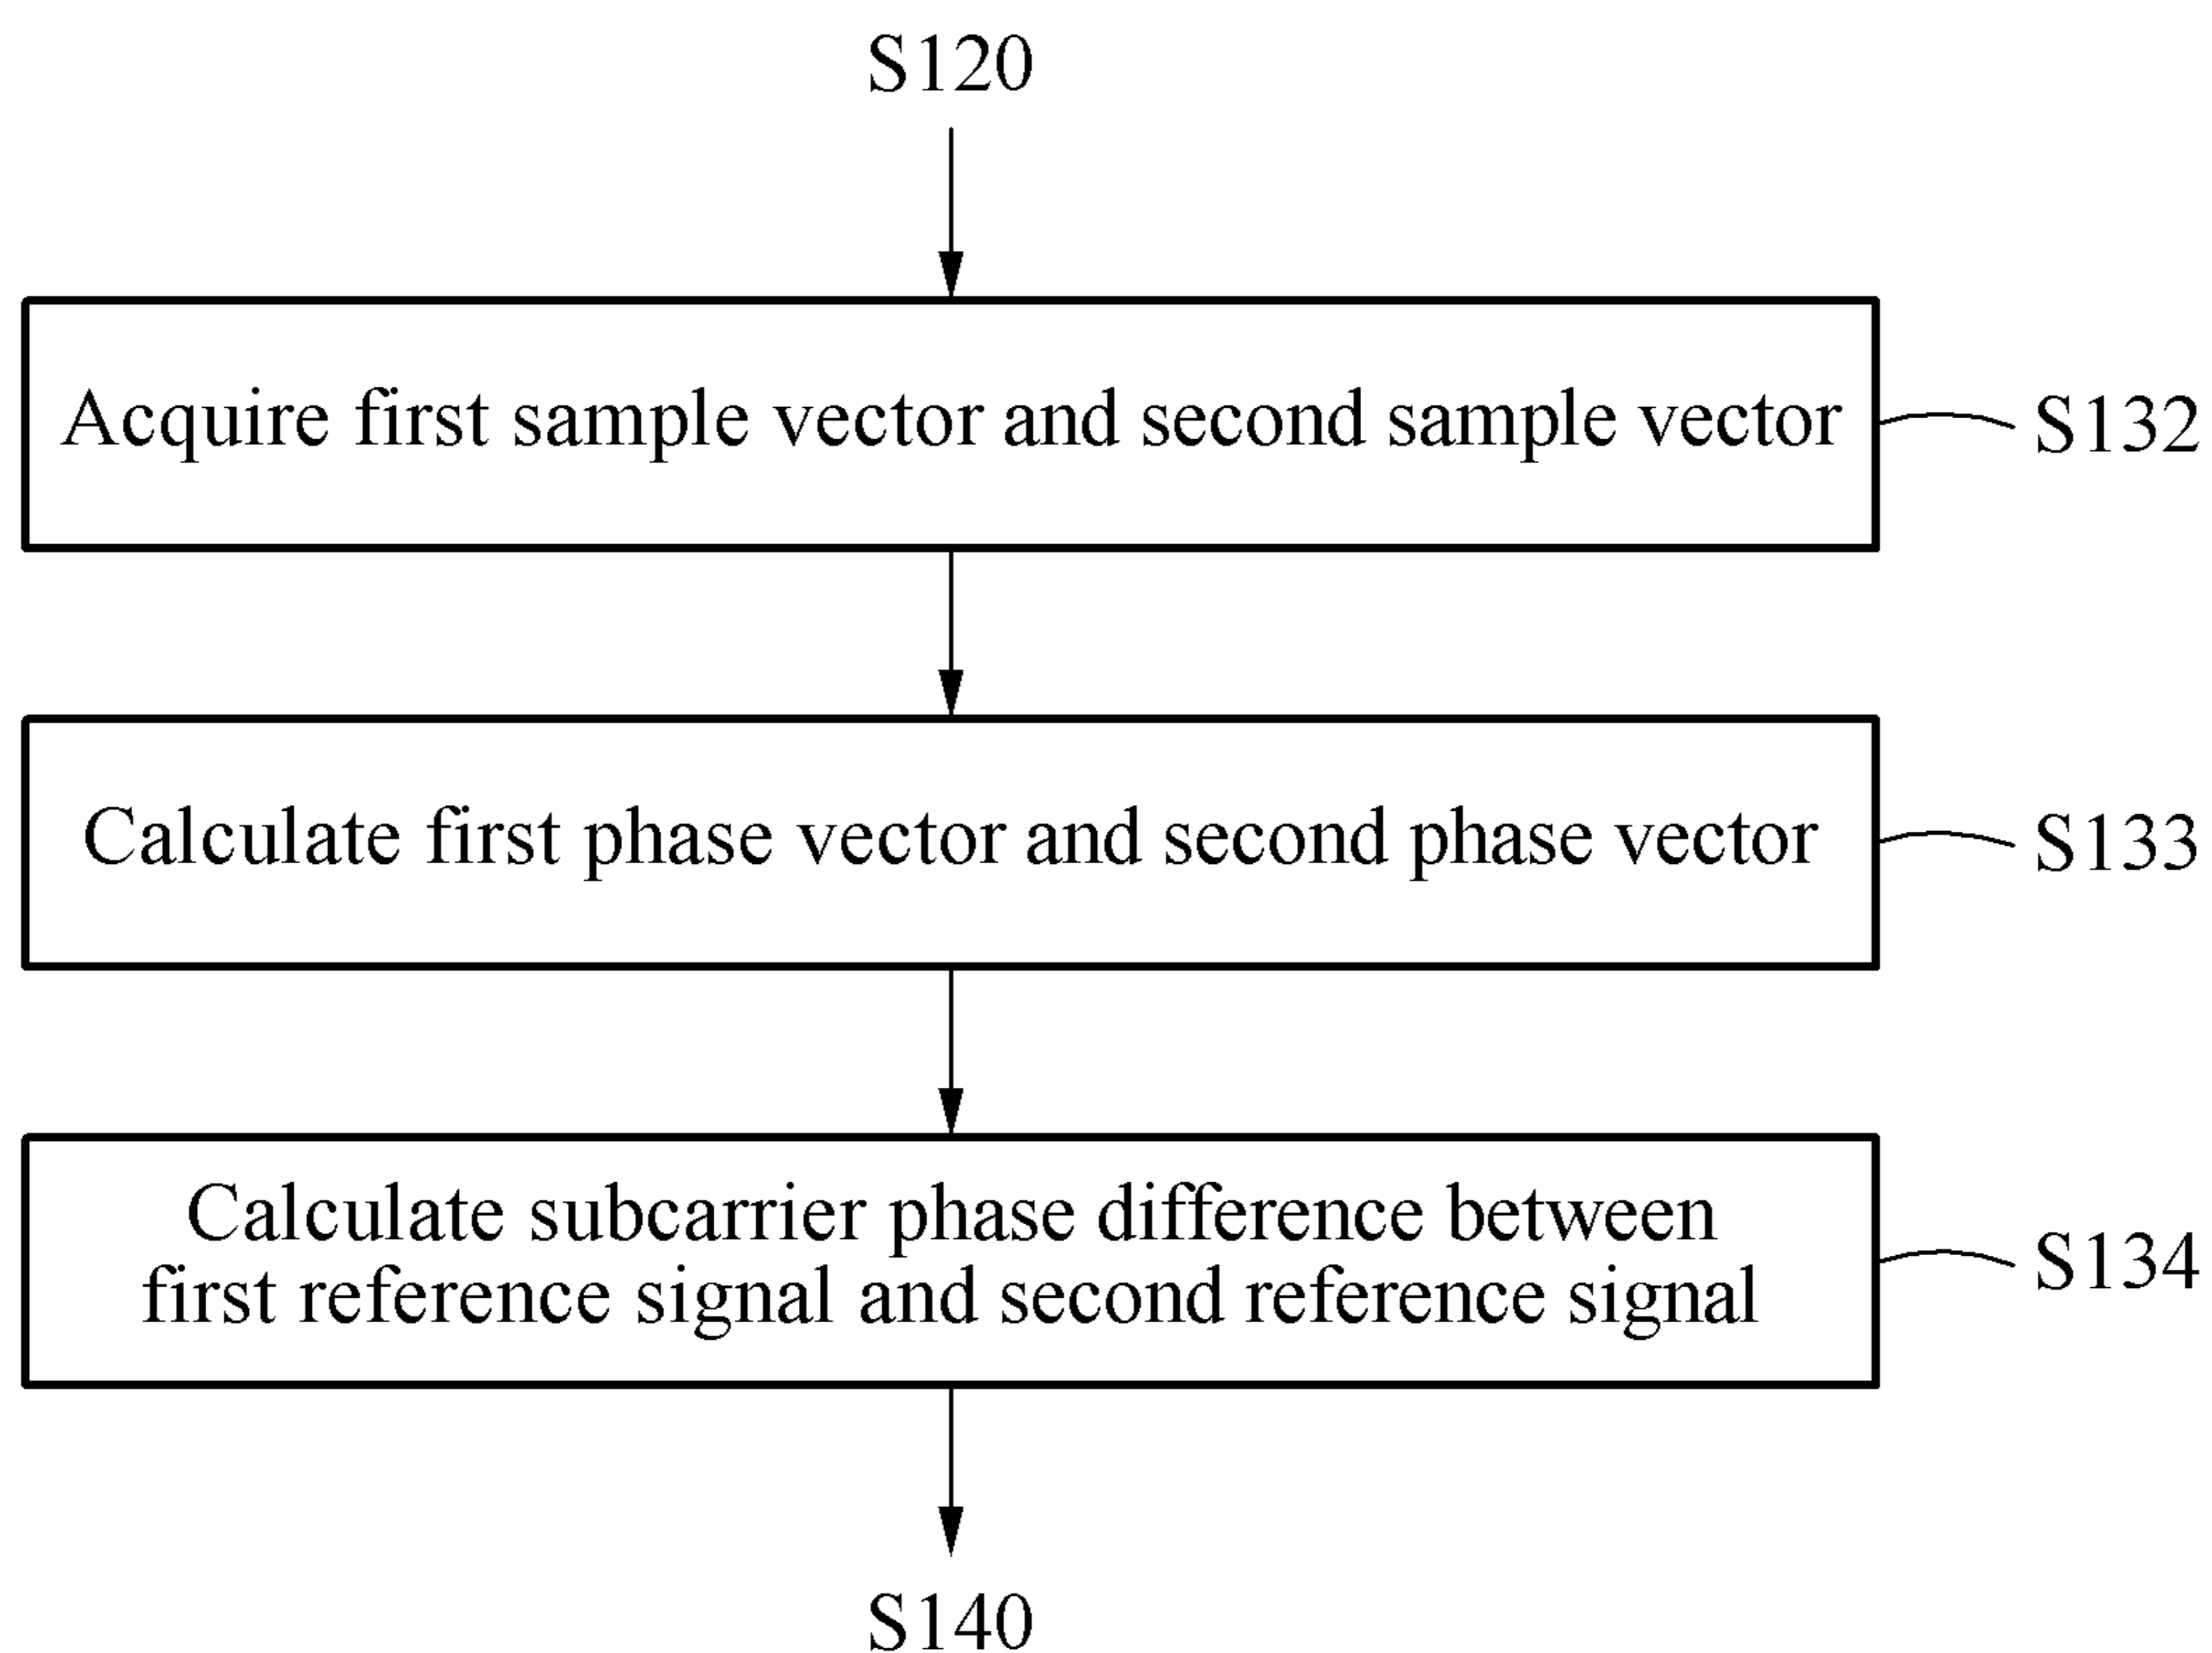 S120
Acquire first sample vector and second sample vector
S132
Calculate first phase vector and second phase vector
S133
Calculate subcarrier phase difference between
first reference signal and second reference signal
S134
S140